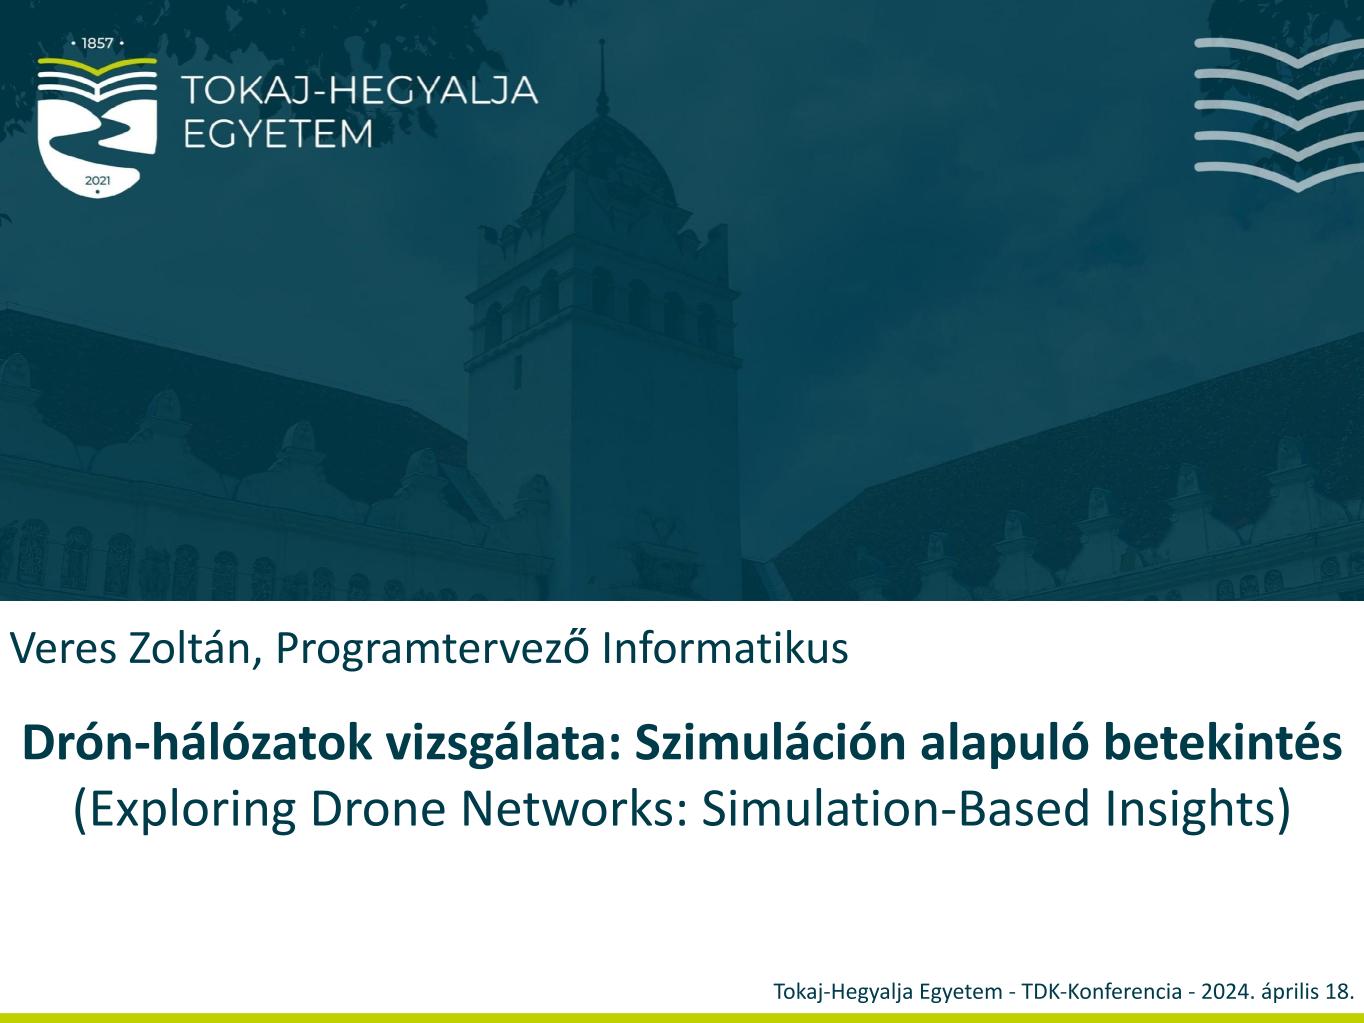 • 1857 •
TOKAJ-HEGYALJA
EGYETEM
2021
Veres Zoltán, Programtervező Informatikus
Drón-hálózatok vizsgálata: Szimuláción alapuló betekintés
(Exploring Drone Networks: Simulation-Based Insights)
Tokaj-Hegyalja Egyetem - TDK-Konferencia - 2024. április 18.